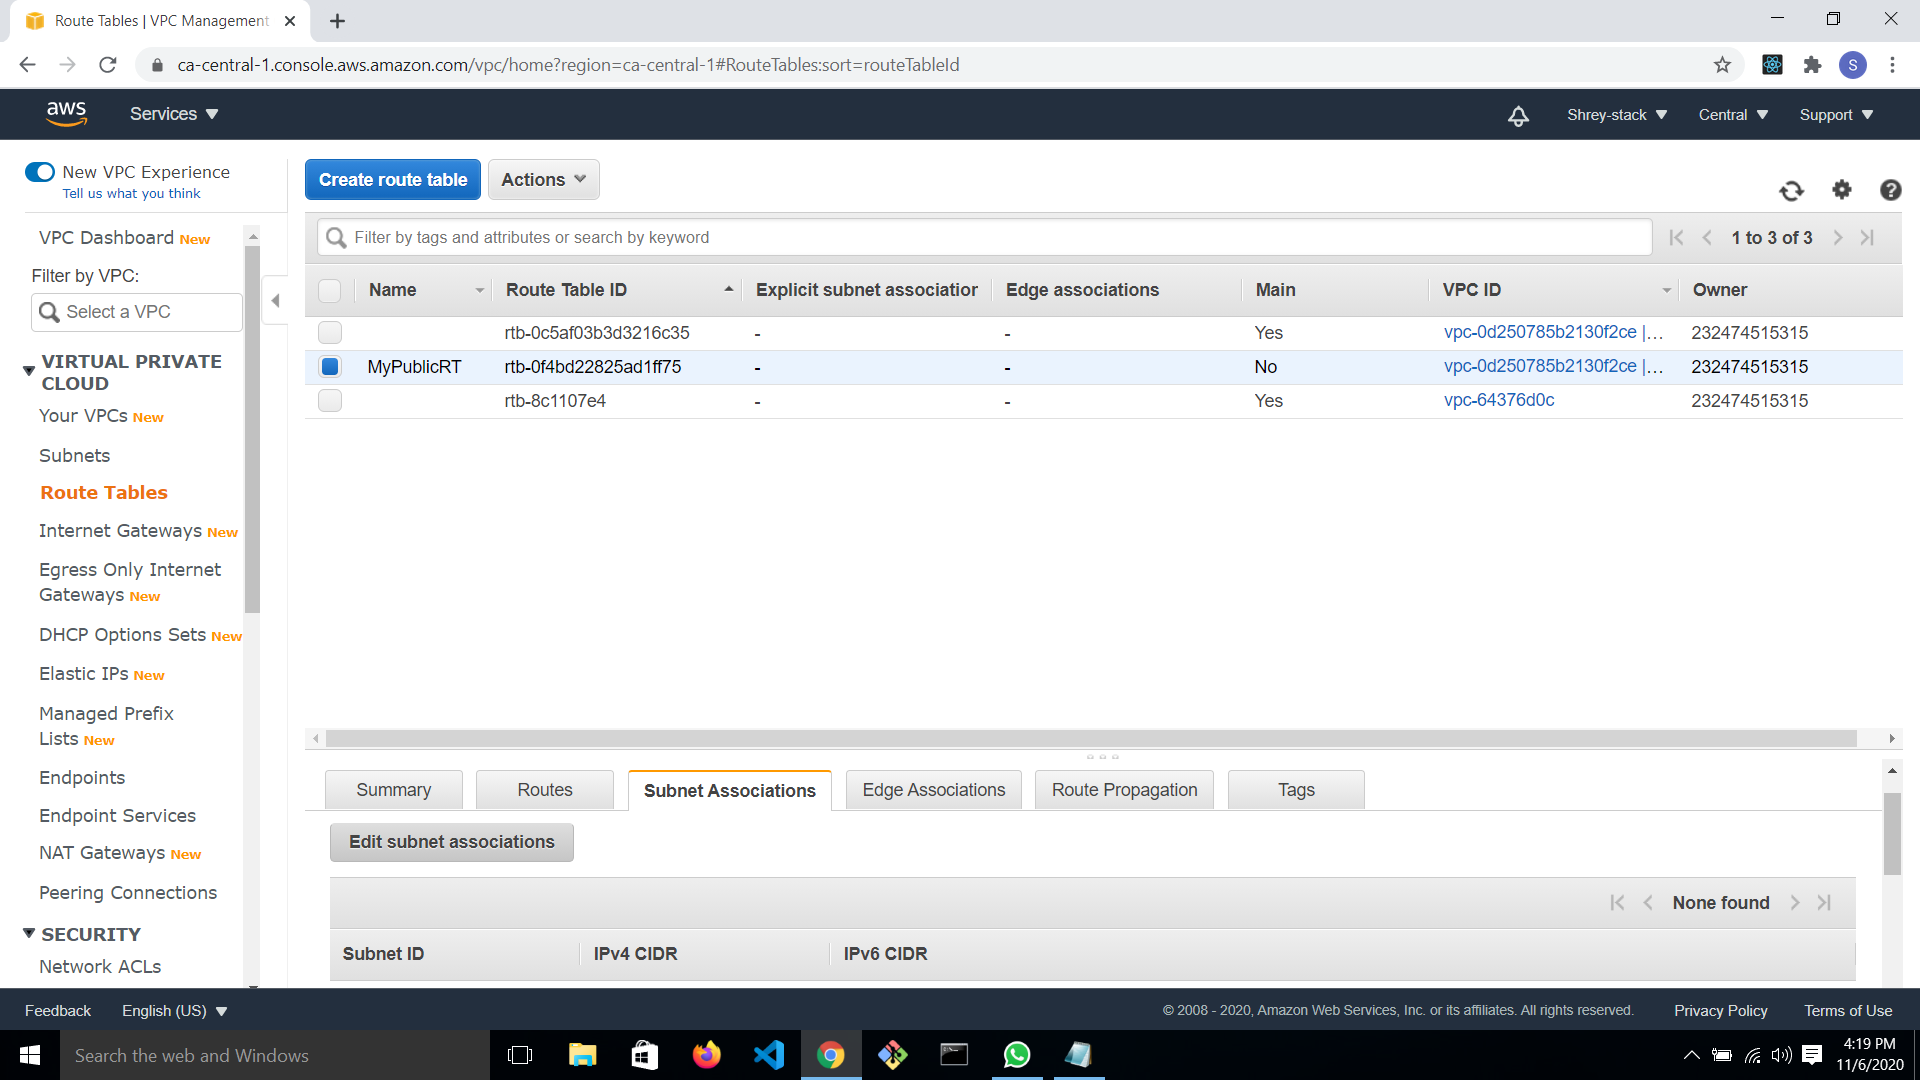 Route Tables | VPC Management
ca-central-1.console.aws.amazon.com/vpc/home?region=ca-central-1#RouteTables:sort=routeTableId
S
aws
Services
Shrey-stack
Central
Support
New VPC Experience
Tell us what you think
VPC Dashboard New
Filter by VPC:
Select a VPC
VIRTUAL PRIVATE
CLOUD
Your VPCs New
Subnets
Route Tables
Internet Gateways New
Egress Only Internet
Gateways New
DHCP Options Sets New
Elastic IPs New
Managed Prefix
Lists New
Endpoints
Endpoint Services
NAT Gateways New
Peering Connections
SECURITY
Network ACLs
Create route table
Actions
Filter by tags and attributes or search by keyword
1 to 3 of 3
Name Route Table ID Explicit subnet association Edge associations Main VPC ID Owner
rtb-0c5af03b3d3216c35 - - Yes vpc-0d250785b2130f2ce |... 232474515315
MyPublicRT rtb-0f4bd22825ad1ff75 - - No vpc-0d250785b2130f2ce |... 232474515315
rtb-8c1107e4 - - Yes vpc-64376d0c 232474515315
Summary Routes Subnet Associations Edge Associations Route Propagation Tags
Edit subnet associations
None found
Subnet ID IPv4 CIDR IPv6 CIDR
Feedback English (US) © 2008 - 2020, Amazon Web Services, Inc. or its affiliates. All rights reserved. Privacy Policy Terms of Use
Search the web and Windows
4:19 PM
11/6/2020